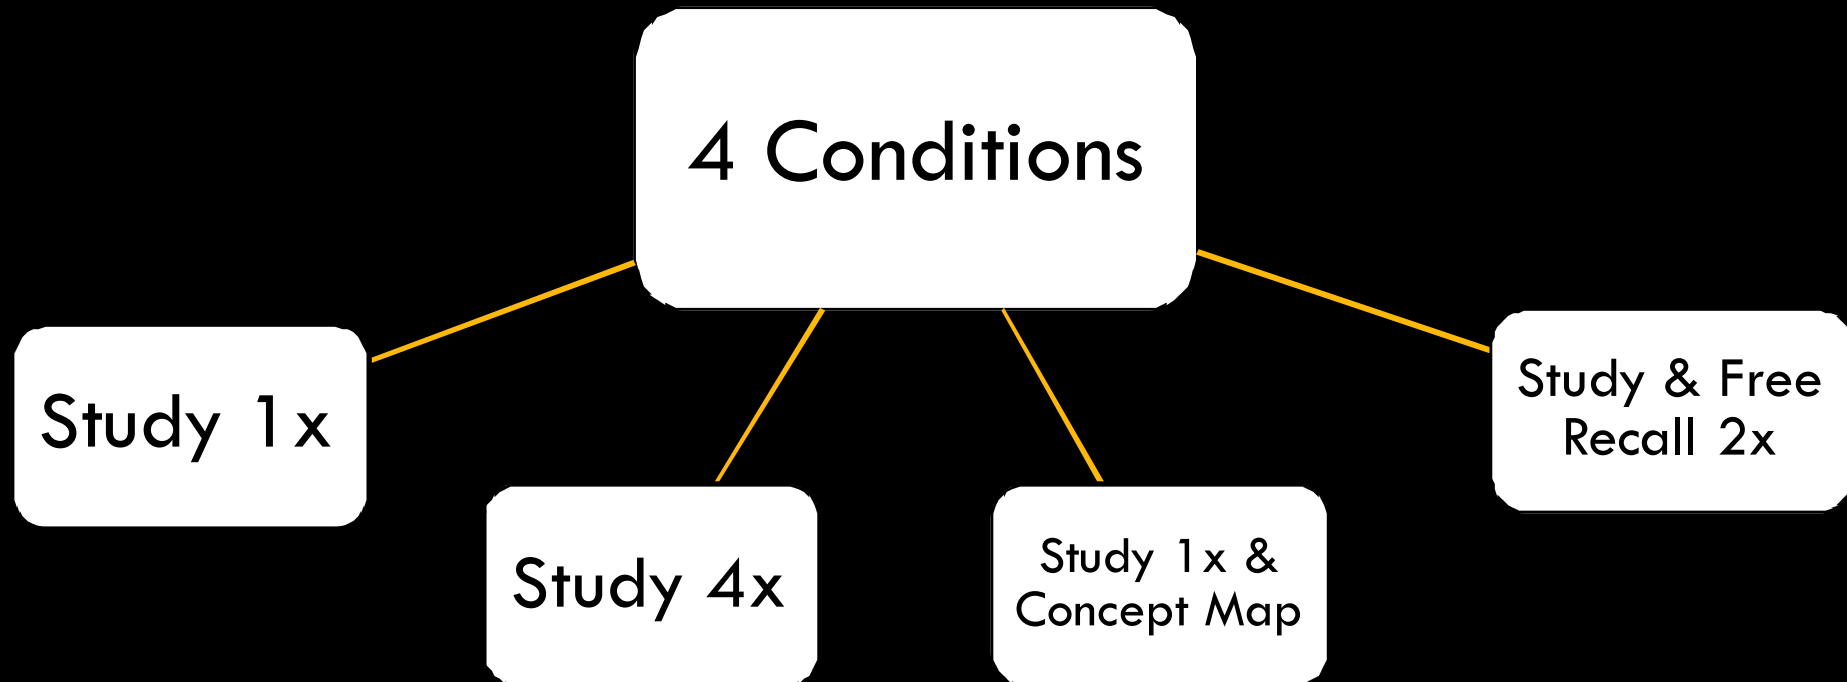 4 Conditions
Study 1x
Study 4x
Study 1x &
Concept Map
Study & Free
Recall 2x